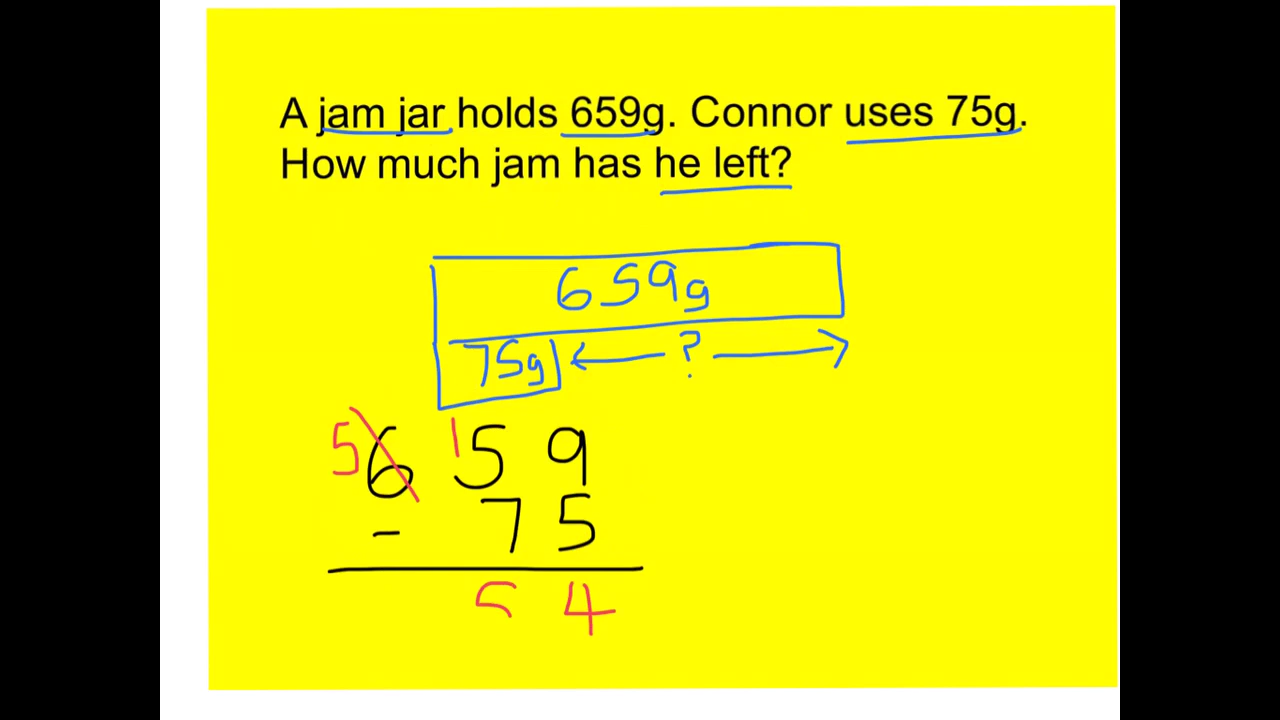 A jam jar holds 659g. Connor uses 75g.
How much jam has he left?
659g
75g ?
5 6 1 5 9
- 7 5
4